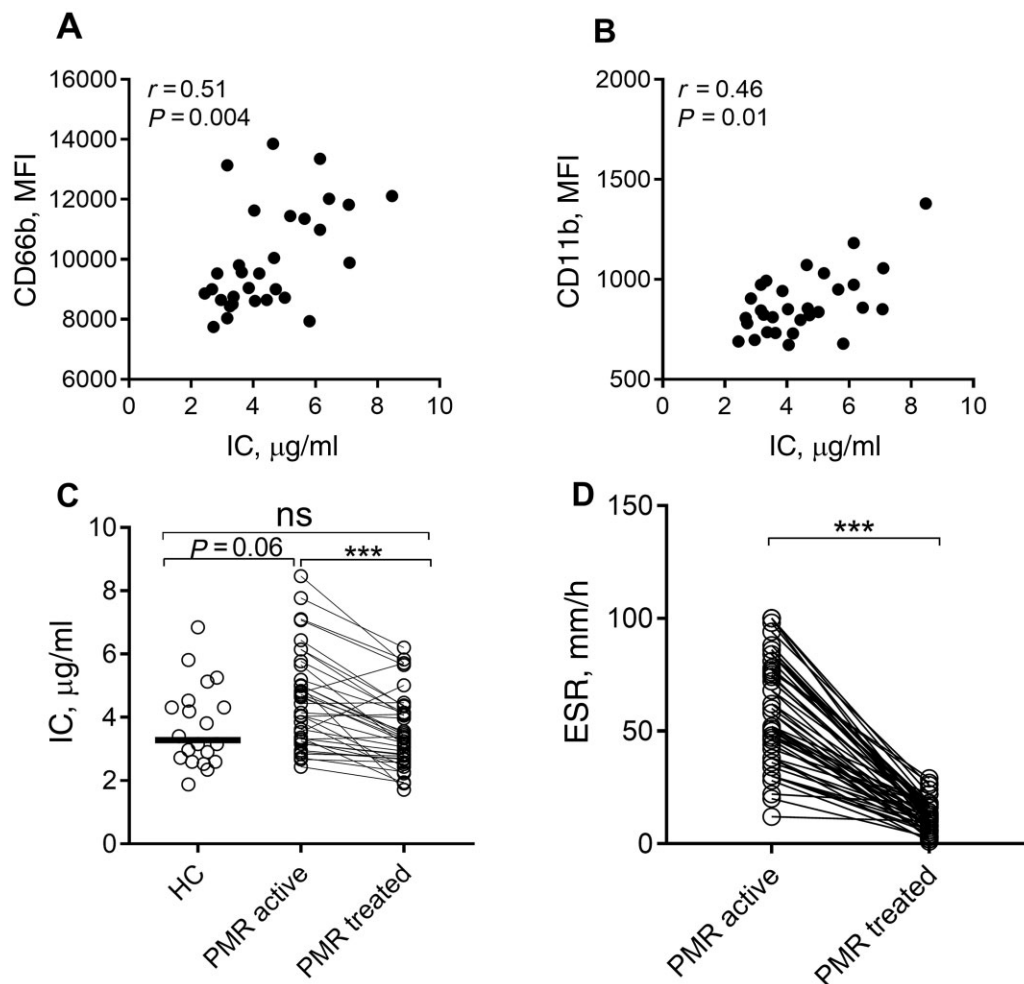 A
CD66b, MFI
16000
14000
12000
10000
8000
6000
r = 0.51
P = 0.004
0 2 4 6 8 10
IC, μg/ml
B
CD11b, MFI
2000
1500
1000
500
r = 0.46
P = 0.01
0 2 4 6 8 10
IC, μg/ml
C
IC, μg/ml
10
8
6
4
2
0
ns
P = 0.06
***
HC
PMR active
PMR treated
D
ESR, mm/h
150
100
50
0
***
PMR active
PMR treated